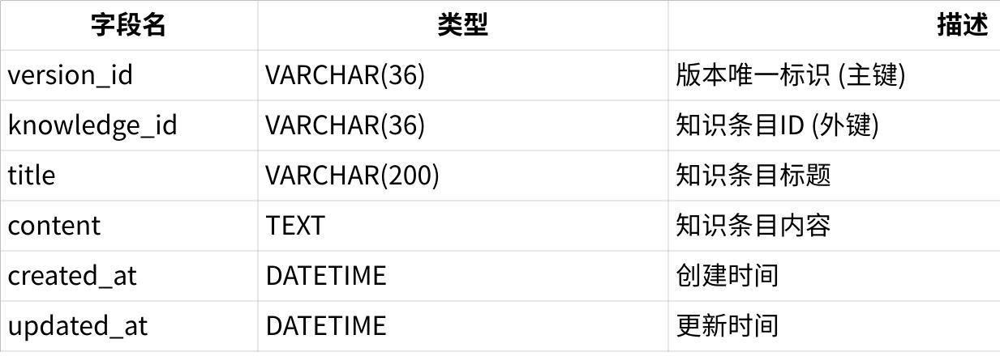 字段名 类型 描述
version_id VARCHAR(36) 版本唯一标识 (主键)
knowledge_id VARCHAR(36) 知识条目ID (外键)
title VARCHAR(200) 知识条目标题
content TEXT 知识条目内容
created_at DATETIME 创建时间
updated_at DATETIME 更新时间